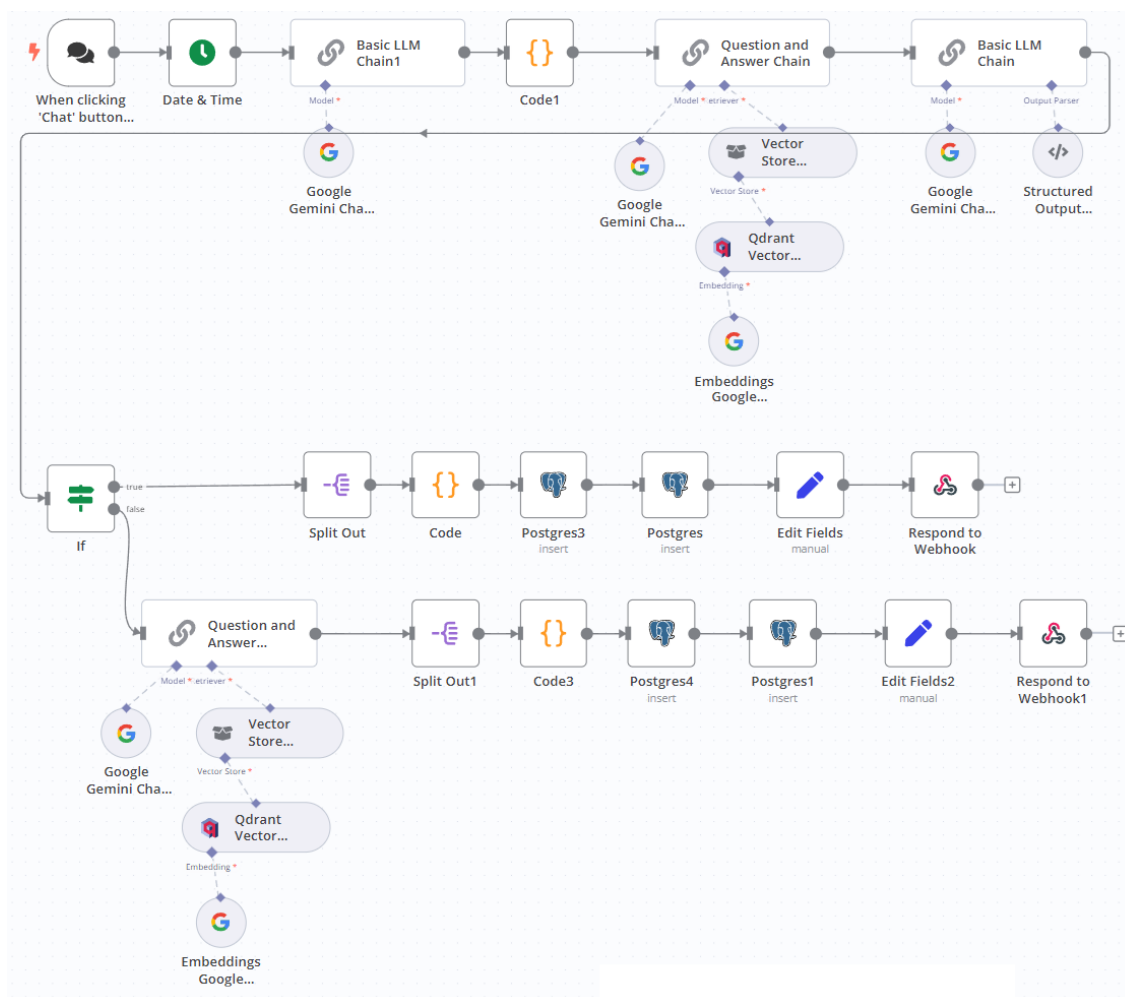 Basic LLM
Chain1
Question and
Answer Chain
Basic LLM
Chain
When clicking
'Chat' button...
Date & Time
Model *
Code1
Model *
etriever *
Model *
Output Parser
Google
Gemini Cha...
Vector
Store...
Google
Gemini Cha...
Vector Store *
Google
Gemini Cha...
Structured
Output...
Qdrant
Vector...
Embedding *
Embeddings
Google...
true
false
If
Split Out
Code
Postgres3
insert
Postgres
insert
Edit Fields
manual
Respond to
Webhook
Question and
Answer...
Model *
etriever *
Split Out1
Code3
Postgres4
insert
Postgres1
insert
Edit Fields2
manual
Respond to
Webhook1
Google
Gemini Cha...
Vector
Store...
Vector Store *
Qdrant
Vector...
Embedding *
Embeddings
Google...